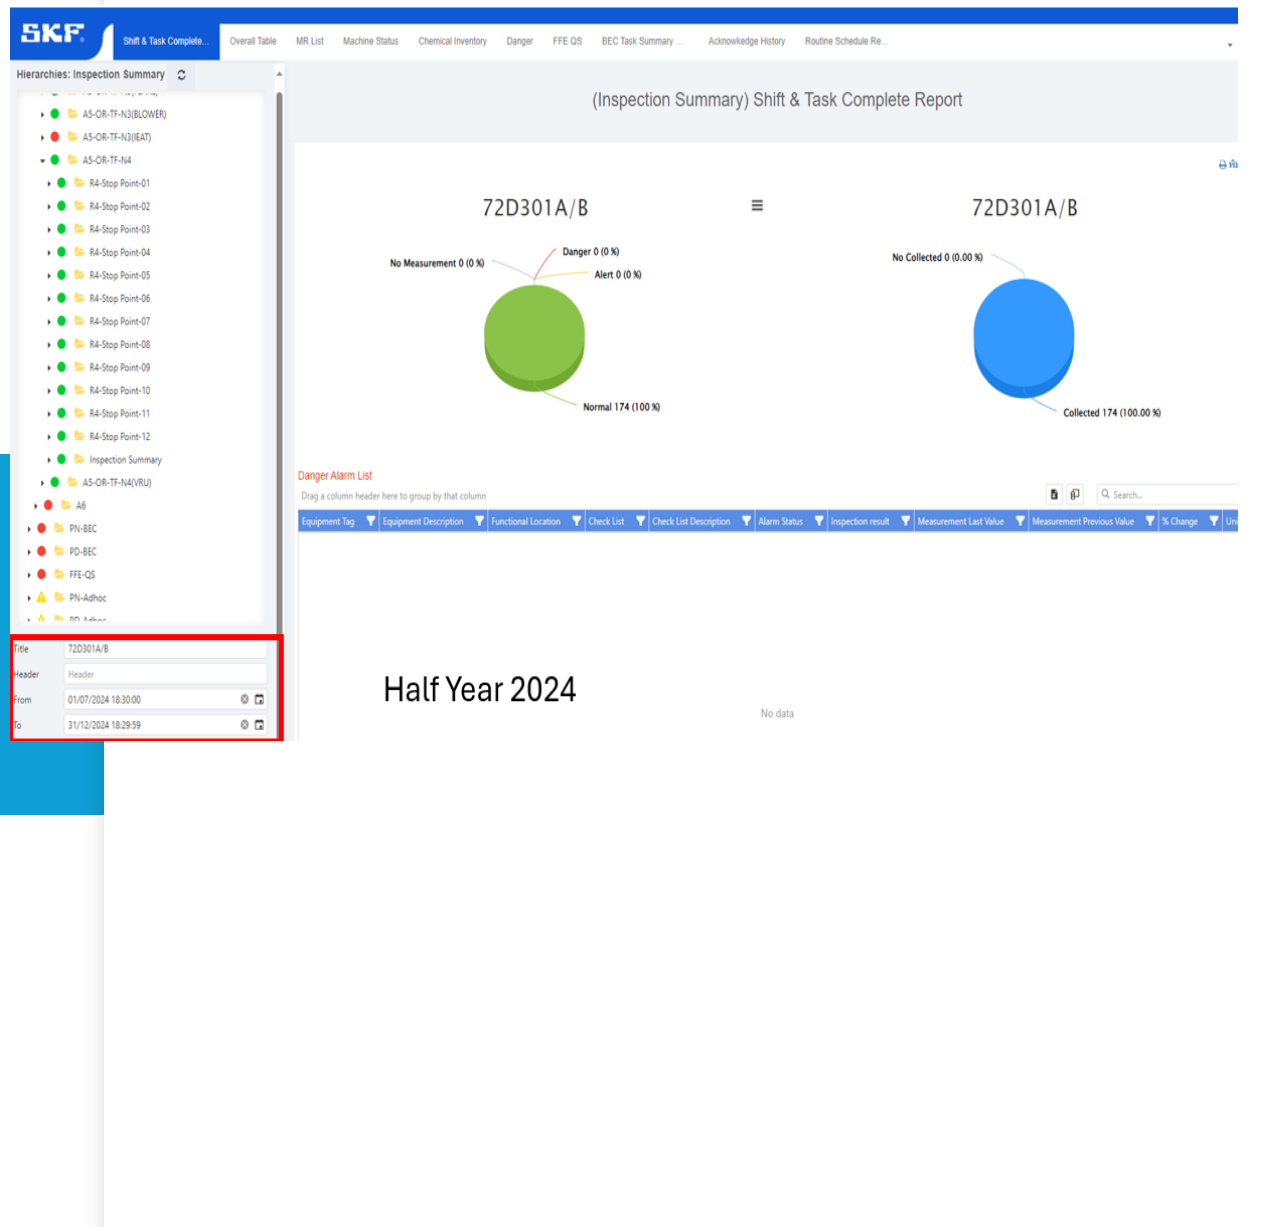 SKF.
Shift & Task Complete... Overall Table MR List Machine Status Chemical Inventory Danger FFE QS BEC Task Summary ... Acknowkedge History Routine Schedule Re...
Hierarchies: Inspection Summary
(Inspection Summary) Shift & Task Complete Report
A5-OR-TF-N3(BLOWER)
A5-OR-TF-N3(IEAT)
A5-OR-TF-N4
R4-Stop Point-01
R4-Stop Point-02
R4-Stop Point-03
R4-Stop Point-04
R4-Stop Point-05
R4-Stop Point-06
R4-Stop Point-07
R4-Stop Point-08
R4-Stop Point-09
R4-Stop Point-10
R4-Stop Point-11
R4-Stop Point-12
Inspection Summary
A5-OR-TF-N4(VRU)
A6
PN-BEC
PD-BEC
FFE-QS
PN-Adhoc
PD-Adhoc
Title 72D301A/B
Header Header
From 01/07/2024 18:30:00
To 31/12/2024 18:29:59
72D301A/B
Danger 0 (0 %)
No Measurement 0 (0 %)
Alert 0 (0 %)
Normal 174 (100 %)
72D301A/B
No Collected 0 (0.00 %)
Collected 174 (100.00 %)
Danger Alarm List
Drag a column header here to group by that column
Search...
Equipment Tag Equipment Description Functional Location Check List Check List Description Alarm Status Inspection result Measurement Last Value Measurement Previous Value % Change Uni
Half Year 2024
No data